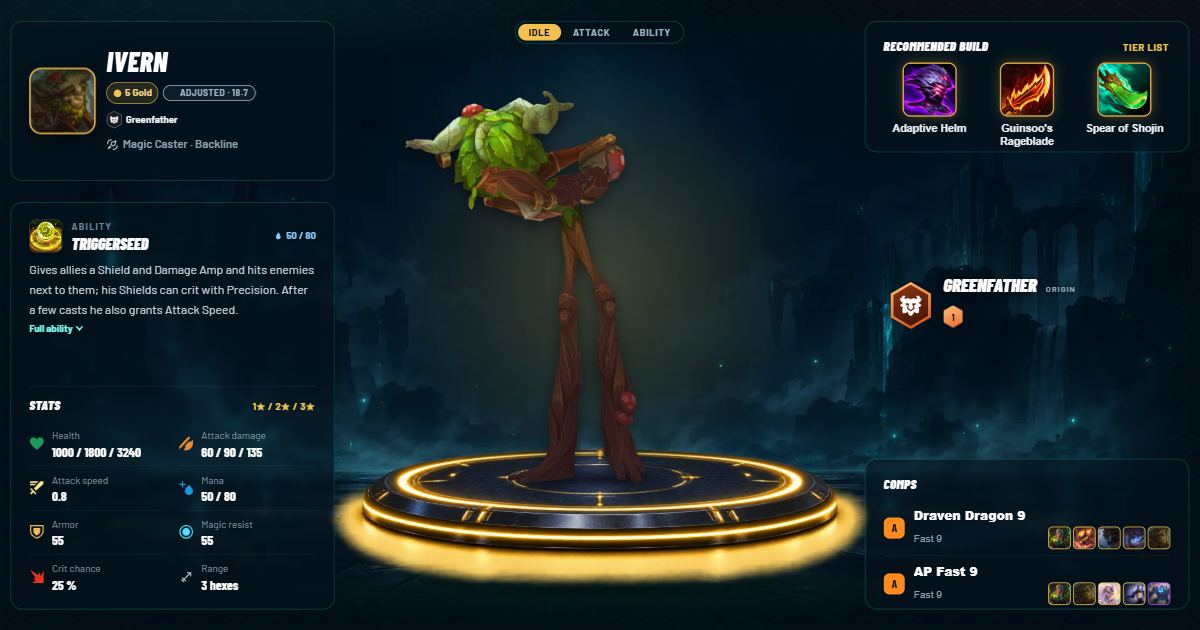 IVERN
5 Gold
ADJUSTED · 18.7
Greenfather
Magic Caster · Backline
ABILITY
TRIGGERSEED
50 / 80
Gives allies a Shield and Damage Amp and hits enemies
next to them; his Shields can crit with Precision. After
a few casts he also grants Attack Speed.
Full ability
STATS
1★ / 2★ / 3★
Health
1000 / 1800 / 3240
Attack damage
60 / 90 / 135
Attack speed
0.8
Mana
50 / 80
Armor
55
Magic resist
55
Crit chance
25 %
Range
3 hexes
IDLE
ATTACK
ABILITY
RECOMMENDED BUILD
TIER LIST
Adaptive Helm
Guinsoo's
Rageblade
Spear of Shojin
GREENFATHER
ORIGIN
1
COMPS
A
Draven Dragon 9
Fast 9
A
AP Fast 9
Fast 9